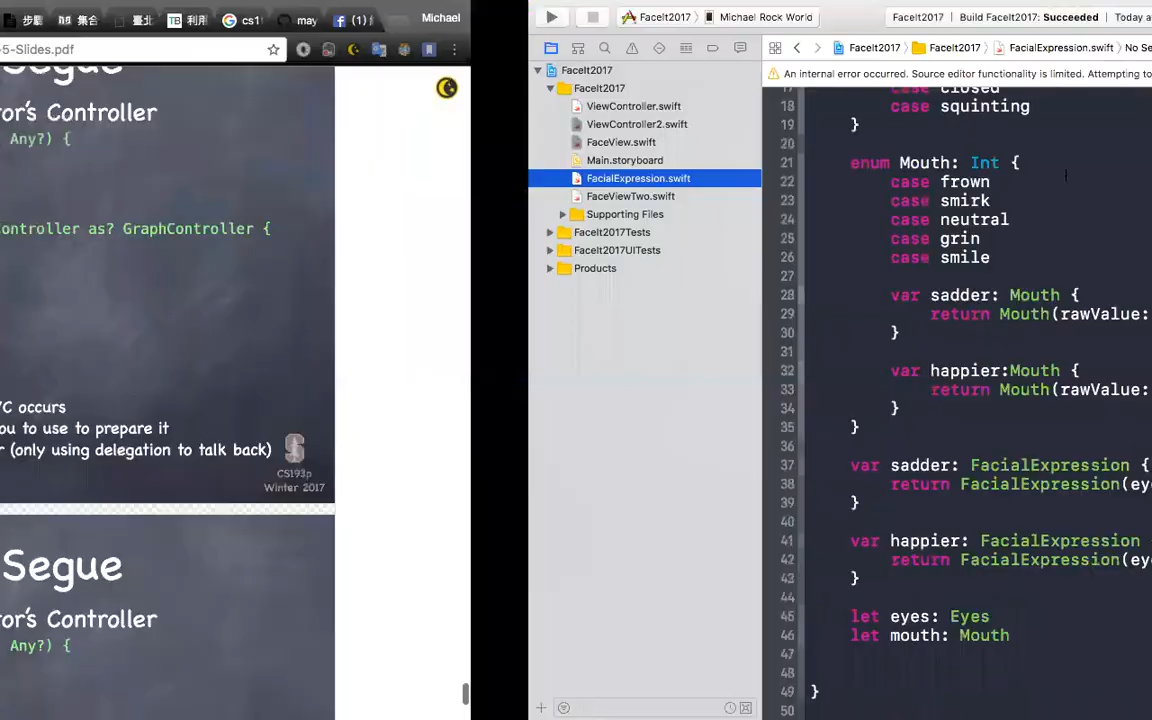 步驟 集合 臺北 利用 cs1 may (1) Michael
-5-Slides.pdf
Segue
or's Controller
Any?) {
ontroller as? GraphController {
C occurs
ou to use to prepare it
r (only using delegation to talk back)
CS193p
Winter 2017
Segue
or's Controller
Any?) {
FaceIt2017 Michael Rock World FaceIt2017 Build FaceIt2017: Succeeded Today a
FaceIt2017 FaceIt2017 FacialExpression.swift No Se
An internal error occurred. Source editor functionality is limited. Attempting to
FaceIt2017
FaceIt2017
ViewController.swift
ViewController2.swift
FaceView.swift
Main.storyboard
FacialExpression.swift
FaceViewTwo.swift
Supporting Files
FaceIt2017Tests
FaceIt2017UITests
Products
17 case closed
18 case squinting
19 }
20
21 enum Mouth: Int {
22 case frown
23 case smirk
24 case neutral
25 case grin
26 case smile
27
28 var sadder: Mouth {
29 return Mouth(rawValue:
30 }
31
32 var happier:Mouth {
33 return Mouth(rawValue:
34 }
35 }
36
37 var sadder: FacialExpression {
38 return FacialExpression(ey
39 }
40
41 var happier: FacialExpression
42 return FacialExpression(ey
43 }
44
45 let eyes: Eyes
46 let mouth: Mouth
47
48
49 }
50